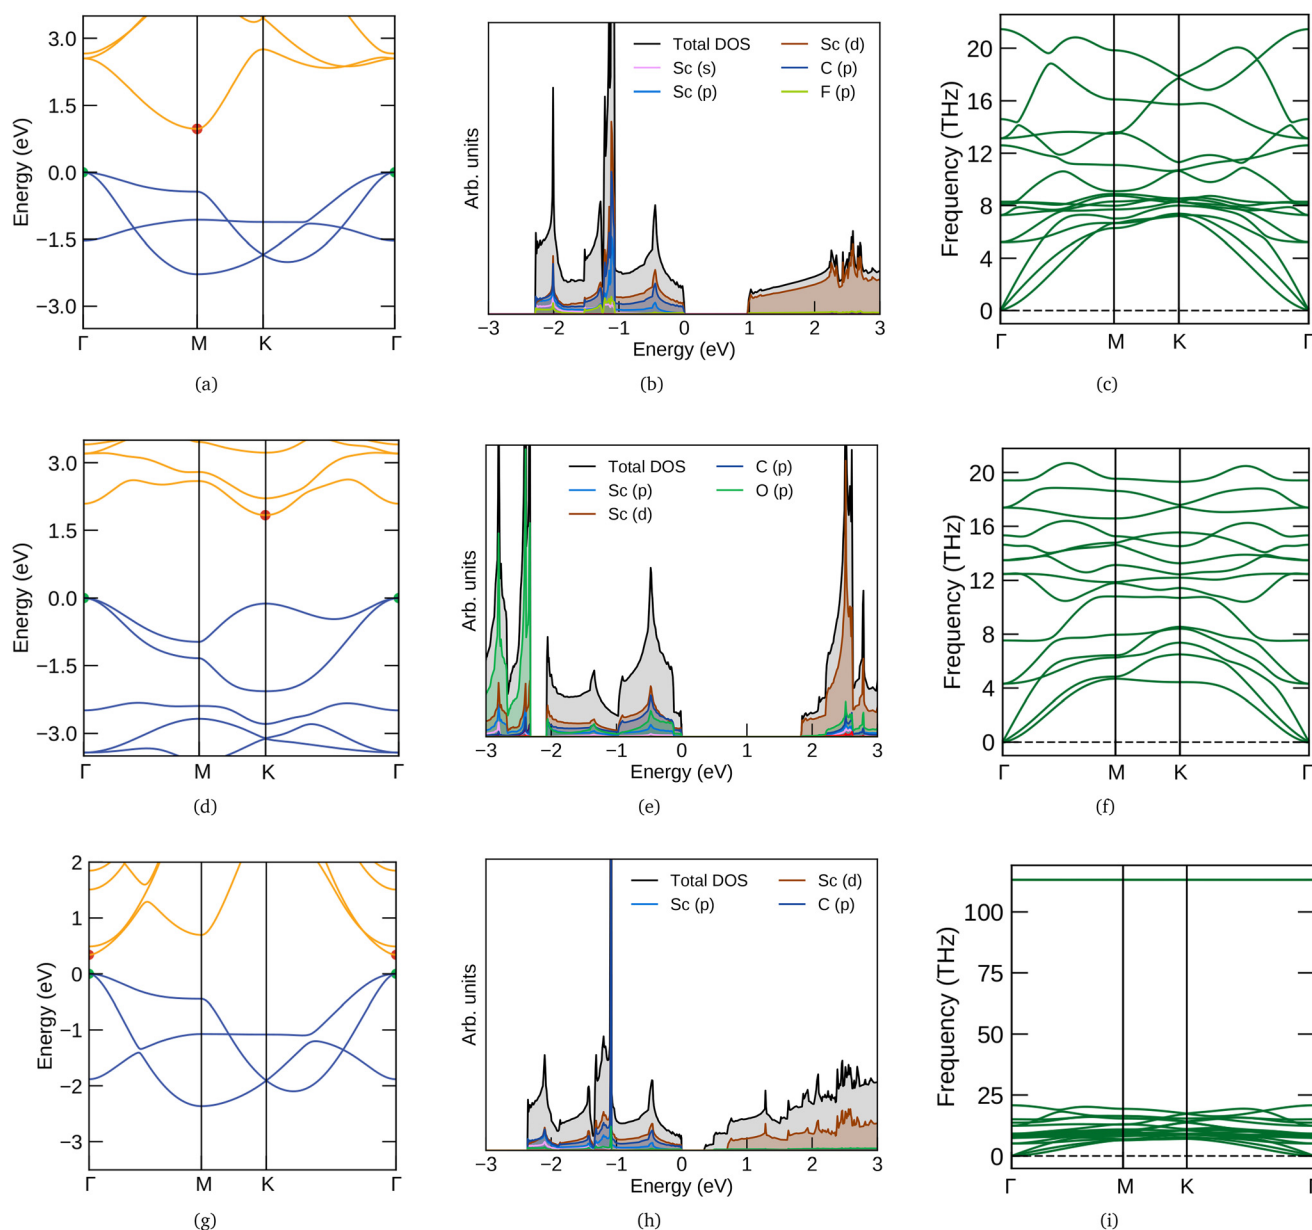 3.0
1.5
0.0
−1.5
−3.0
Energy (eV)
Γ M K Γ
(a)
Total DOS Sc (d)
Sc (s) C (p)
Sc (p) F (p)
Arb. units
−3 −2 −1 0 1 2 3
Energy (eV)
(b)
20
16
12
8
4
0
Frequency (THz)
Γ M K Γ
(c)
3.0
1.5
0.0
−1.5
−3.0
Energy (eV)
Γ M K Γ
(d)
Total DOS C (p)
Sc (p) O (p)
Sc (d)
Arb. units
−3 −2 −1 0 1 2 3
Energy (eV)
(e)
20
16
12
8
4
0
Frequency (THz)
Γ M K Γ
(f)
2
1
0
−1
−2
−3
Energy (eV)
Γ M K Γ
(g)
Total DOS Sc (d)
Sc (p) C (p)
Arb. units
−3 −2 −1 0 1 2 3
Energy (eV)
(h)
100
75
50
25
0
Frequency (THz)
Γ M K Γ
(i)